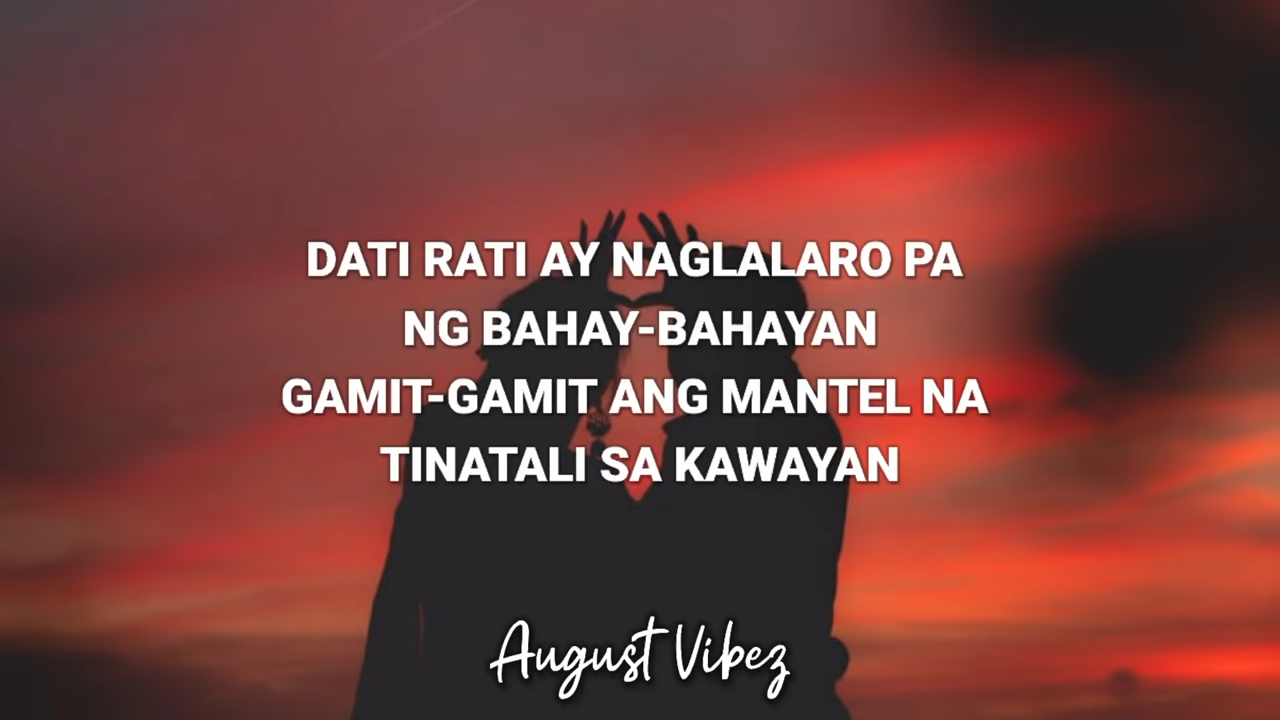 DATI RATI AY NAGLALARO PA
NG BAHAY-BAHAYAN
GAMIT-GAMIT ANG MANTEL NA
TINATALI SA KAWAYAN
August Vibez